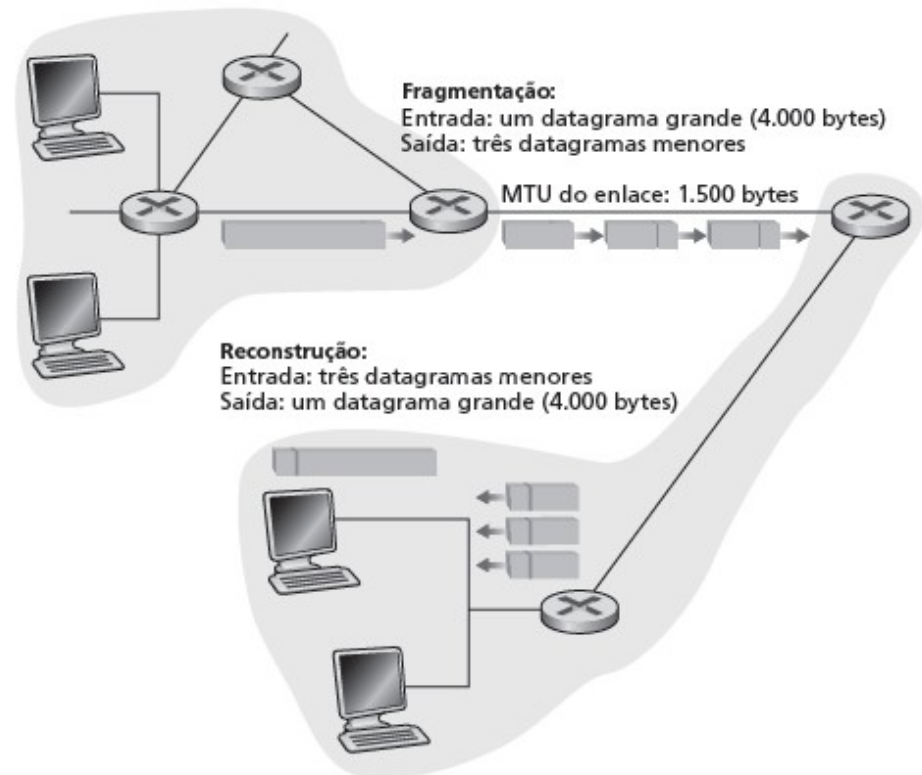 Fragmentação:
Entrada: um datagrama grande (4.000 bytes)
Saída: três datagramas menores
MTU do enlace: 1.500 bytes
Reconstrução:
Entrada: três datagramas menores
Saída: um datagrama grande (4.000 bytes)